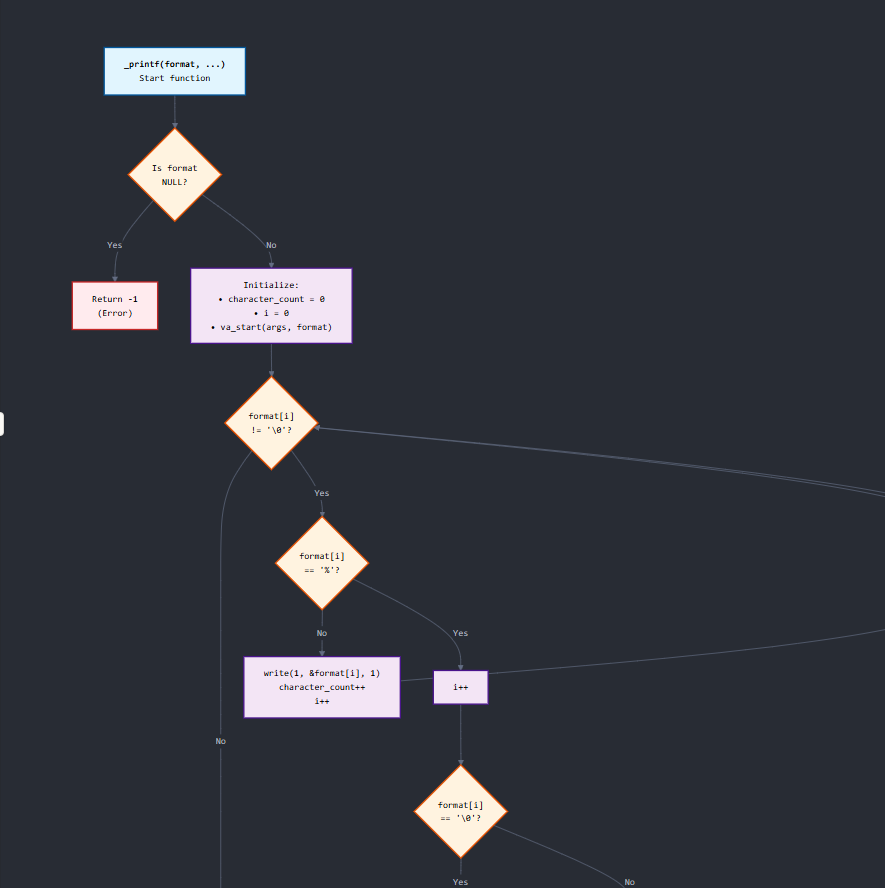 _printf(format, ...)
Start function
Is format
NULL?
Yes
No
Return -1
(Error)
Initialize:
• character_count = 0
• i = 0
• va_start(args, format)
format[i]
!= '\0'?
Yes
format[i]
== '%'?
No
Yes
write(1, &format[i], 1)
character_count++
i++
i++
No
format[i]
== '\0'?
Yes
No